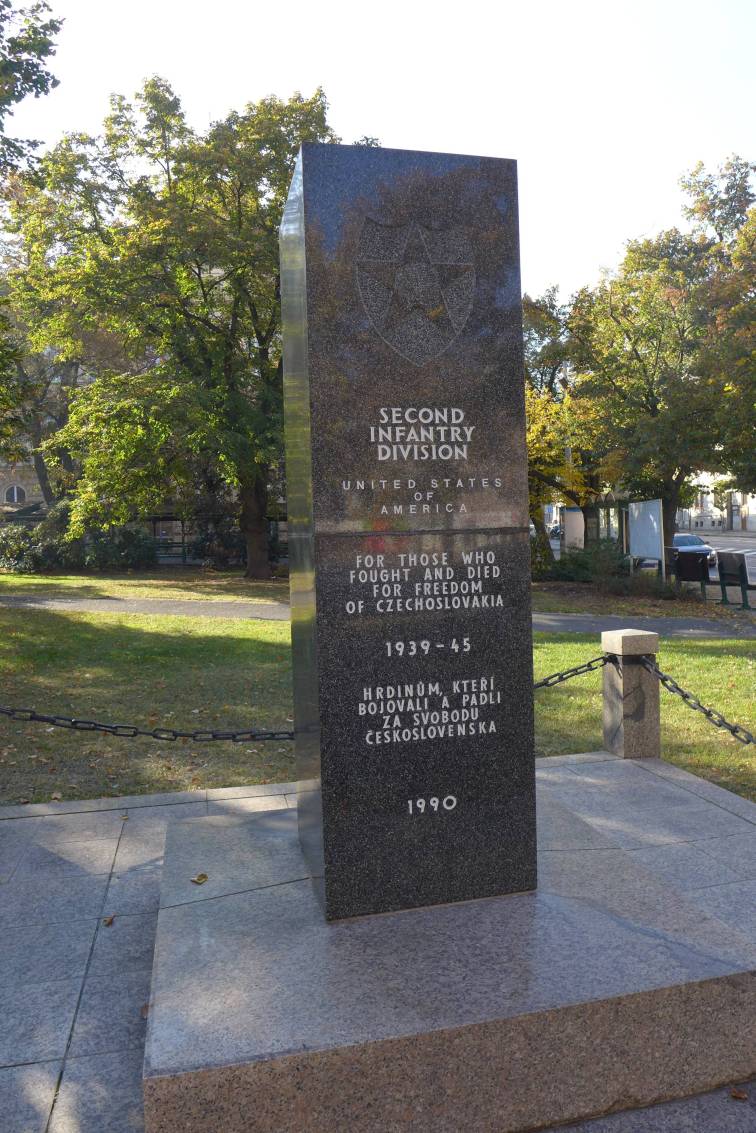 SECOND
INFANTRY
DIVISION
UNITED STATES
OF
AMERICA
FOR THOSE WHO
FOUGHT AND DIED
FOR FREEDOM
OF CZECHOSLOVAKIA
1939-45
HRDINŮM, KTEŘÍ
BOJOVALI A PADLI
ZA SVOBODU
ČESKOSLOVENSKA
1990